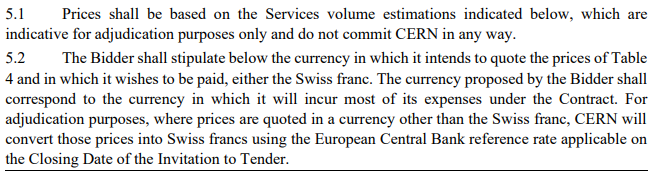 5.1 Prices shall be based on the Services volume estimations indicated below, which are
indicative for adjudication purposes only and do not commit CERN in any way.
5.2 The Bidder shall stipulate below the currency in which it intends to quote the prices of Table
4 and in which it wishes to be paid, either the Swiss franc. The currency proposed by the Bidder shall
correspond to the currency in which it will incur most of its expenses under the Contract. For
adjudication purposes, where prices are quoted in a currency other than the Swiss franc, CERN will
convert those prices into Swiss francs using the European Central Bank reference rate applicable on
the Closing Date of the Invitation to Tender.